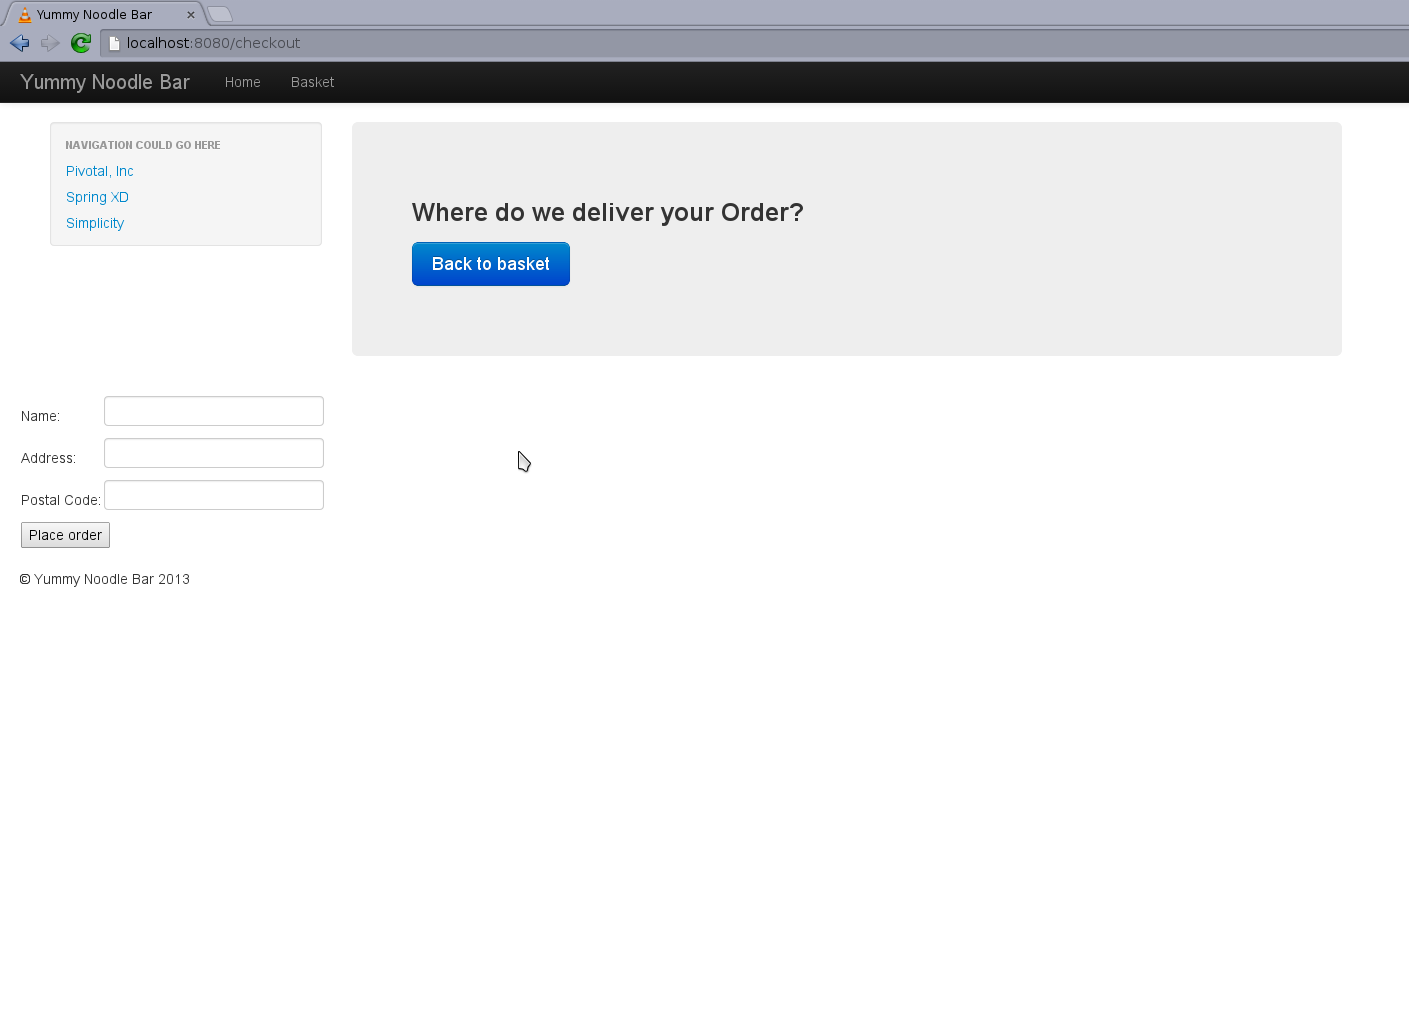 Yummy Noodle Bar
localhost:8080/checkout
Yummy Noodle Bar Home Basket
NAVIGATION COULD GO HERE
Pivotal, Inc
Spring XD
Simplicity
Where do we deliver your Order?
Back to basket
Name:
Address:
Postal Code:
Place order
© Yummy Noodle Bar 2013